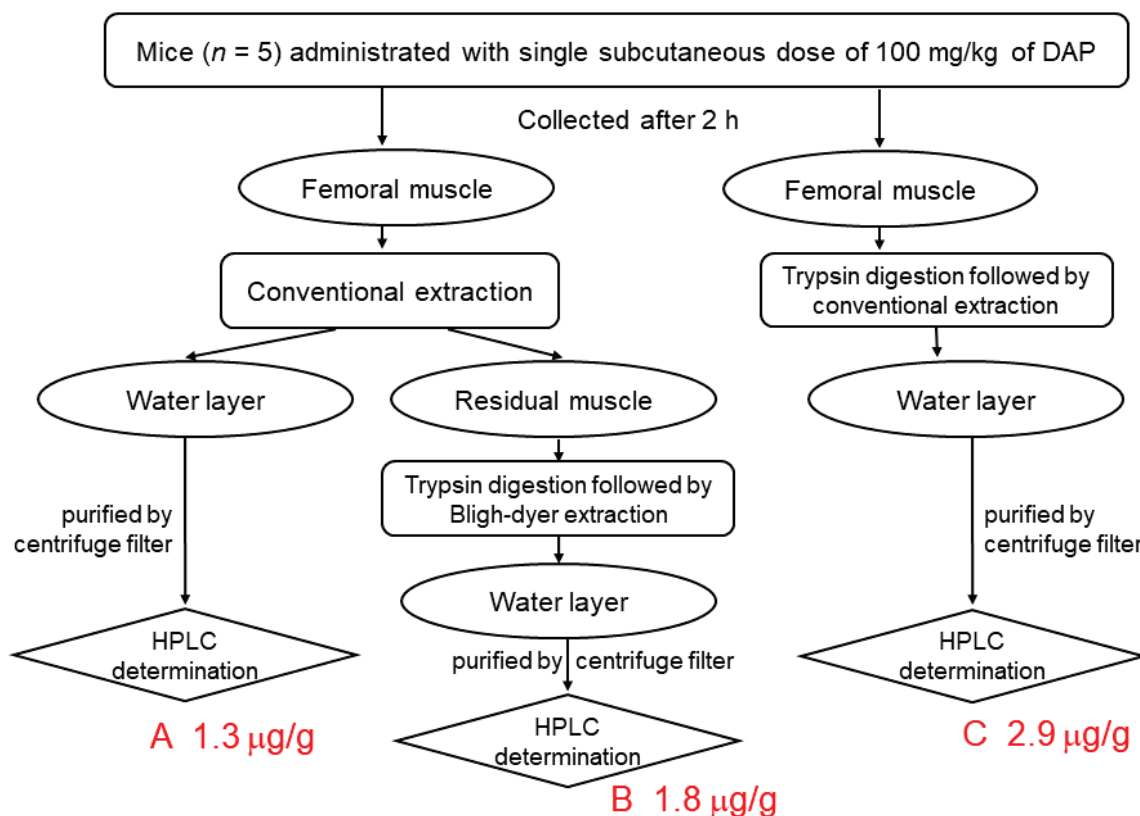 Mice (n = 5) administrated with single subcutaneous dose of 100 mg/kg of DAP
Collected after 2 h
Femoral muscle
Femoral muscle
Conventional extraction
Trypsin digestion followed by
conventional extraction
Water layer
Residual muscle
Water layer
Trypsin digestion followed by
Bligh-dyer extraction
purified by
centrifuge filter
purified by
centrifuge filter
Water layer
HPLC
determination
purified by
centrifuge filter
HPLC
determination
A 1.3 μg/g
HPLC
determination
C 2.9 μg/g
B 1.8 μg/g